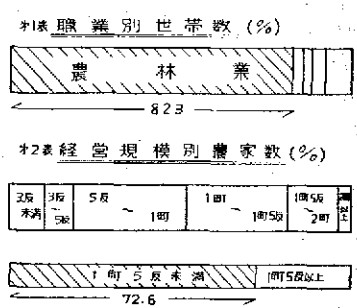 第1表 職業別世帯数(%)
農林業
82.3
第2表 経営規模別農家数(%)
3反未満 3反~5反 5反~1町 1町~1町5反 1町5反~2町 以上
1町5反未満 1町5反以上
72.6